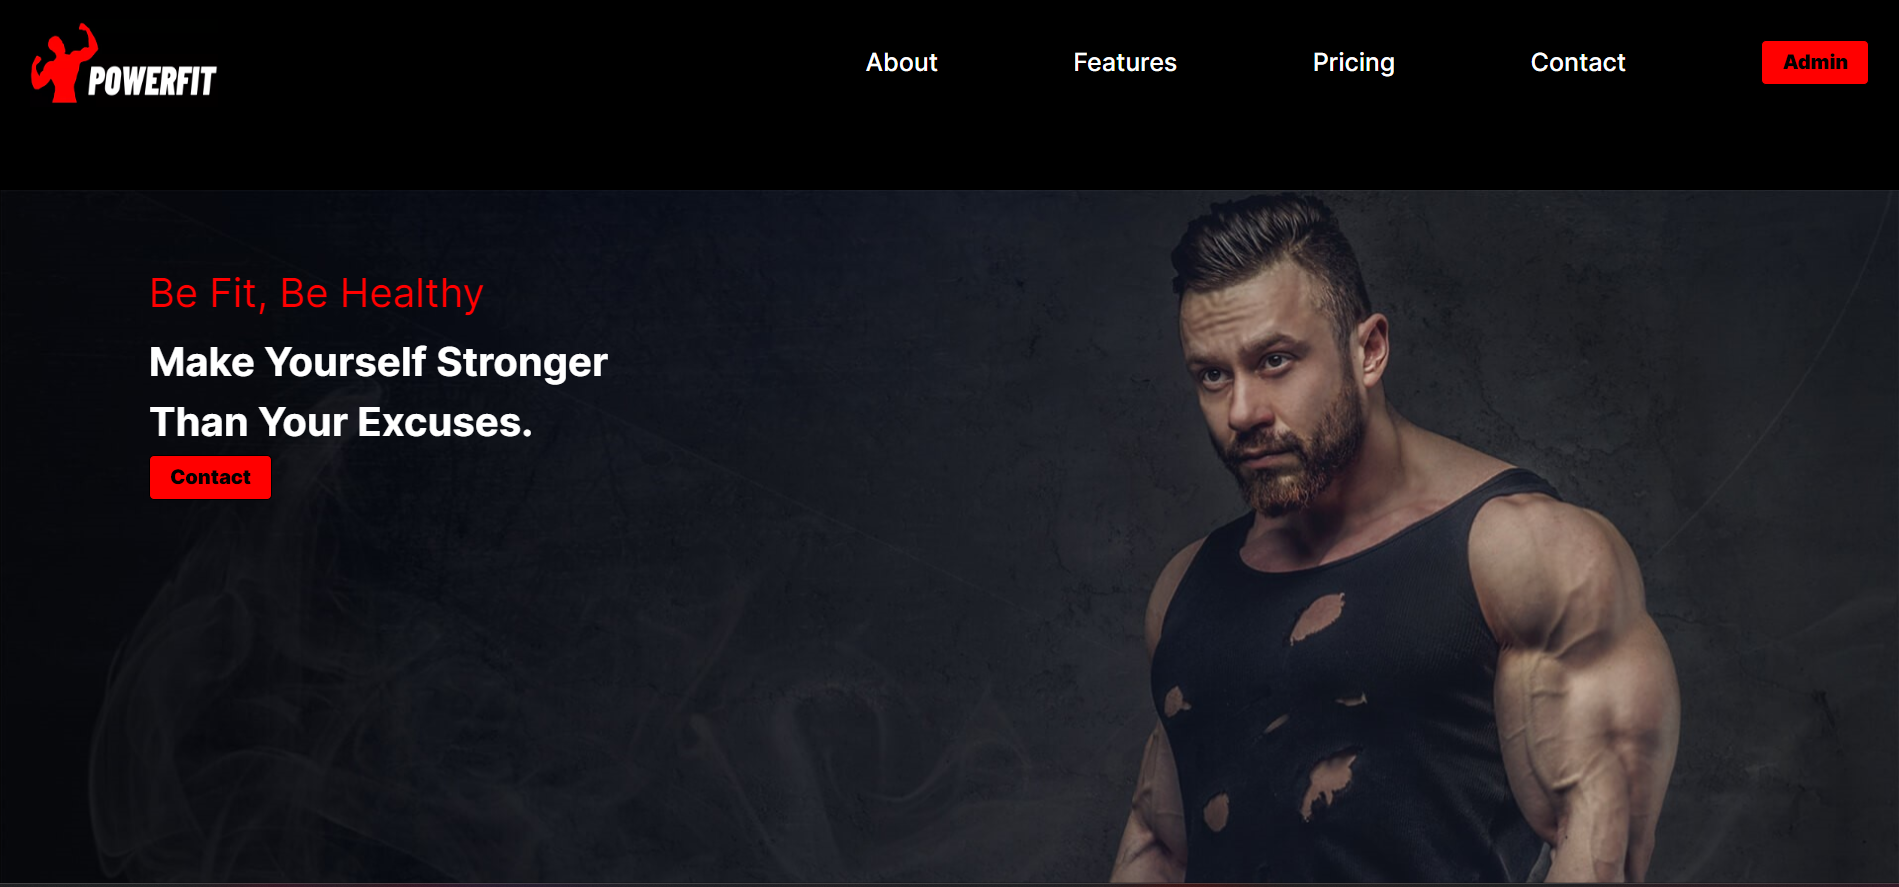 POWERFIT
About
Features
Pricing
Contact
Admin
Be Fit, Be Healthy
Make Yourself Stronger
Than Your Excuses.
Contact